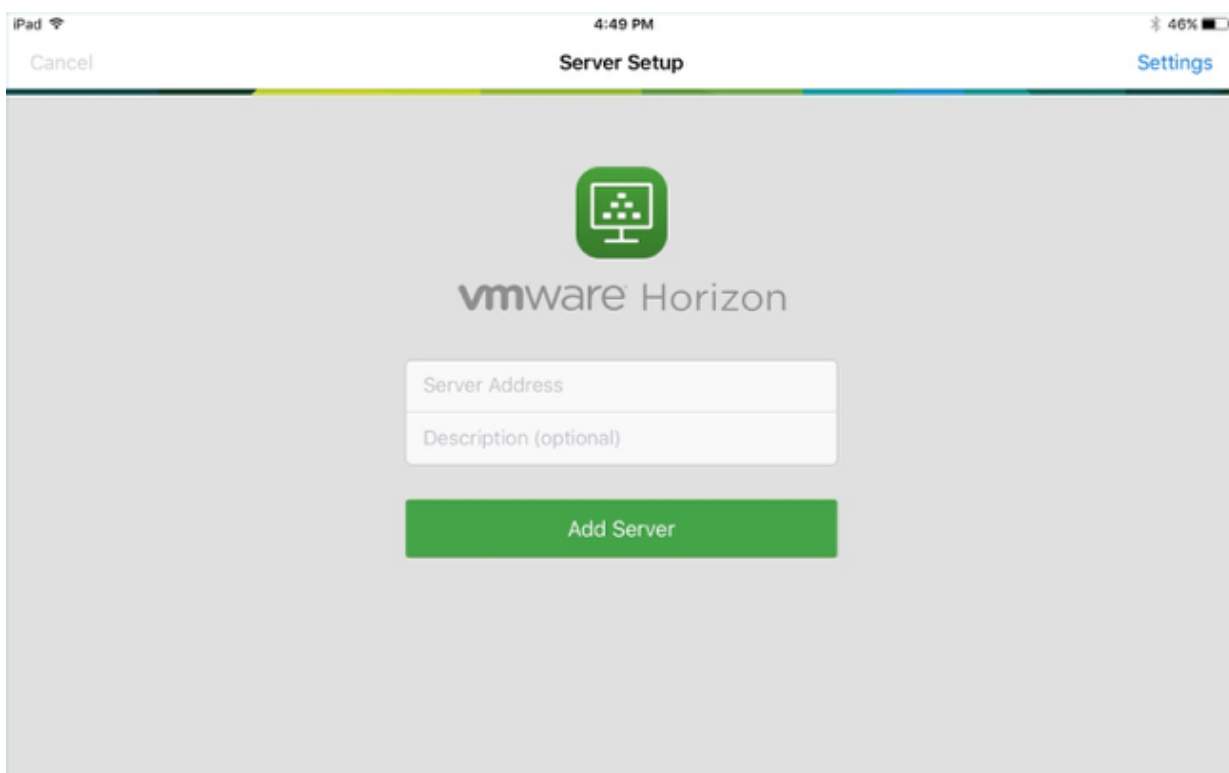 iPad 4:49 PM 46%
Cancel Server Setup Settings
vmware Horizon
Server Address
Description (optional)
Add Server